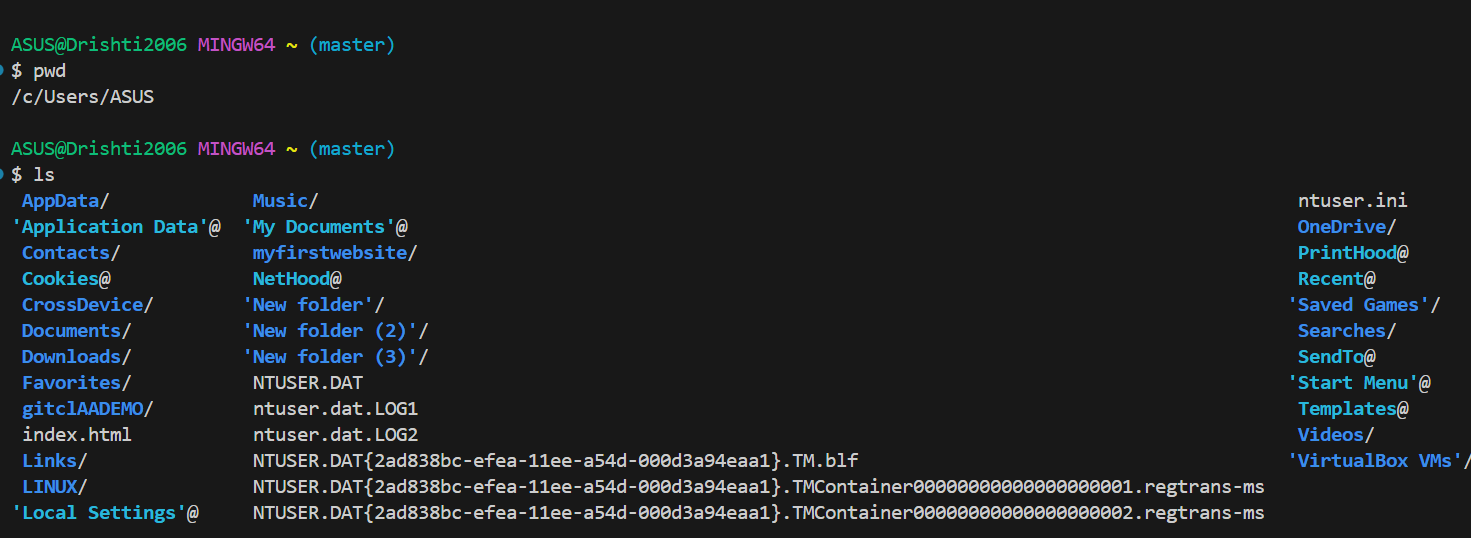 ASUS@Drishti2006 MINGW64 ~ (master)
$ pwd
/c/Users/ASUS
ASUS@Drishti2006 MINGW64 ~ (master)
$ ls
AppData/ Music/ ntuser.ini
'Application Data'@ 'My Documents'@ OneDrive/
Contacts/ myfirstwebsite/ PrintHood@
Cookies@ NetHood@ Recent@
CrossDevice/ 'New folder'/ 'Saved Games'/
Documents/ 'New folder (2)'/ Searches/
Downloads/ 'New folder (3)'/ SendTo@
Favorites/ NTUSER.DAT 'Start Menu'@
gitclAADEMO/ ntuser.dat.LOG1 Templates@
index.html ntuser.dat.LOG2 Videos/
Links/ NTUSER.DAT{2ad838bc-efea-11ee-a54d-000d3a94eaa1}.TM.blf 'VirtualBox VMs'/
LINUX/ NTUSER.DAT{2ad838bc-efea-11ee-a54d-000d3a94eaa1}.TMContainer00000000000000000001.regtrans-ms
'Local Settings'@ NTUSER.DAT{2ad838bc-efea-11ee-a54d-000d3a94eaa1}.TMContainer00000000000000000002.regtrans-ms